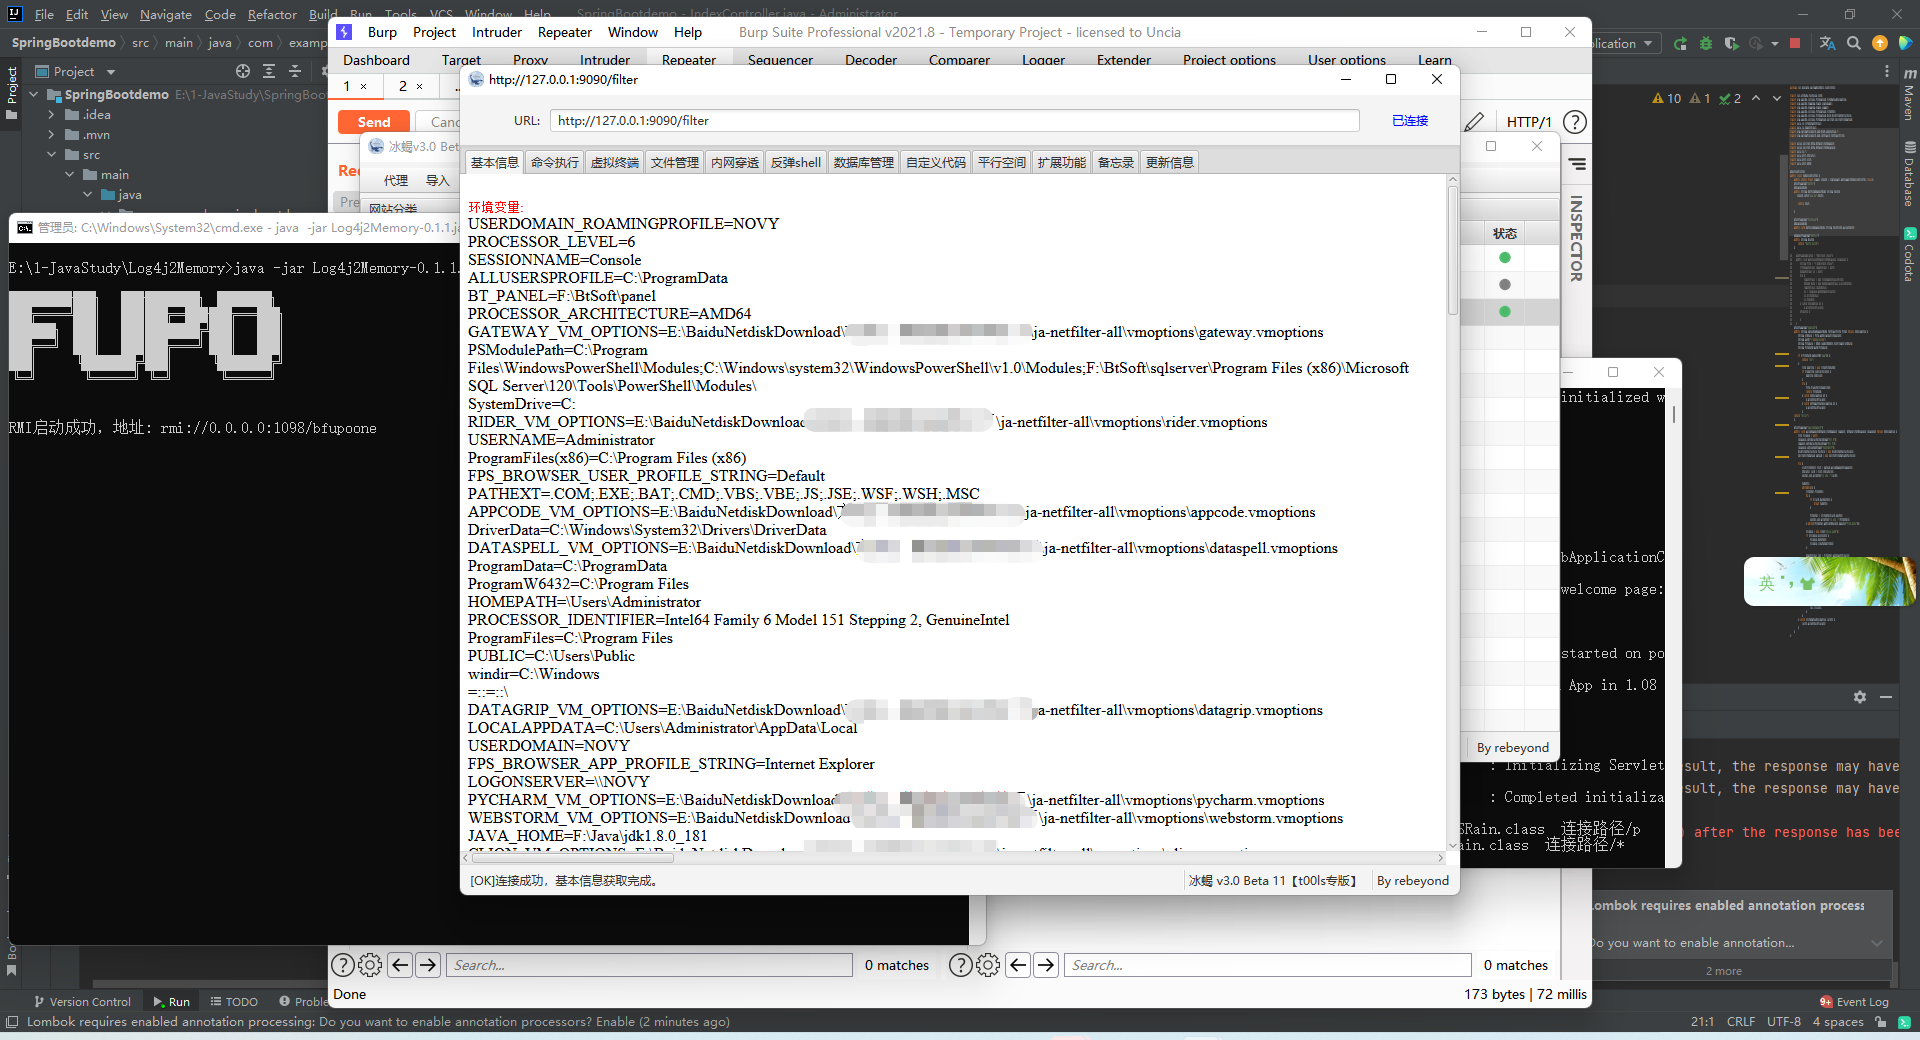 File Edit View Navigate Code Refactor Build Run Tools VCS Window Help SpringBootdemo - IndexController.java - Administrator
SpringBootdemo src main java com examp
Project
SpringBootdemo E:\1-JavaStudy\SpringBoo
.idea
.mvn
src
main
java
Burp Project Intruder Repeater Window Help Burp Suite Professional v2021.8 - Temporary Project - licensed to Uncia
Dashboard Target Proxy Intruder Repeater Sequencer Decoder Comparer Logger Extender Project options User options Learn
1 × 2 × ...
Send Canc
HTTP/1
冰蝎v3.0 Bet
代理 导入
网站分类
INSPECTOR
状态
By rebeyond
http://127.0.0.1:9090/filter
URL: http://127.0.0.1:9090/filter 已连接
基本信息 命令执行 虚拟终端 文件管理 内网穿透 反弹shell 数据库管理 自定义代码 平行空间 扩展功能 备忘录 更新信息
环境变量:
USERDOMAIN_ROAMINGPROFILE=NOVY
PROCESSOR_LEVEL=6
SESSIONNAME=Console
ALLUSERSPROFILE=C:\ProgramData
BT_PANEL=F:\BtSoft\panel
PROCESSOR_ARCHITECTURE=AMD64
GATEWAY_VM_OPTIONS=E:\BaiduNetdiskDownload\ \ja-netfilter-all\vmoptions\gateway.vmoptions
PSModulePath=C:\Program
Files\WindowsPowerShell\Modules;C:\Windows\system32\WindowsPowerShell\v1.0\Modules;F:\BtSoft\sqlserver\Program Files (x86)\Microsoft
SQL Server\120\Tools\PowerShell\Modules\
SystemDrive=C:
RIDER_VM_OPTIONS=E:\BaiduNetdiskDownload \ja-netfilter-all\vmoptions\rider.vmoptions
USERNAME=Administrator
ProgramFiles(x86)=C:\Program Files (x86)
FPS_BROWSER_USER_PROFILE_STRING=Default
PATHEXT=.COM;.EXE;.BAT;.CMD;.VBS;.VBE;.JS;.JSE;.WSF;.WSH;.MSC
APPCODE_VM_OPTIONS=E:\BaiduNetdiskDownload\ ja-netfilter-all\vmoptions\appcode.vmoptions
DriverData=C:\Windows\System32\Drivers\DriverData
DATASPELL_VM_OPTIONS=E:\BaiduNetdiskDownload\ \ja-netfilter-all\vmoptions\dataspell.vmoptions
ProgramData=C:\ProgramData
ProgramW6432=C:\Program Files
HOMEPATH=\Users\Administrator
PROCESSOR_IDENTIFIER=Intel64 Family 6 Model 151 Stepping 2, GenuineIntel
ProgramFiles=C:\Program Files
PUBLIC=C:\Users\Public
windir=C:\Windows
=::=::\
DATAGRIP_VM_OPTIONS=E:\BaiduNetdiskDownload\ a-netfilter-all\vmoptions\datagrip.vmoptions
LOCALAPPDATA=C:\Users\Administrator\AppData\Local
USERDOMAIN=NOVY
FPS_BROWSER_APP_PROFILE_STRING=Internet Explorer
LOGONSERVER=\\NOVY
PYCHARM_VM_OPTIONS=E:\BaiduNetdiskDownload \ja-netfilter-all\vmoptions\pycharm.vmoptions
WEBSTORM_VM_OPTIONS=E:\BaiduNetdiskDownload\ \ja-netfilter-all\vmoptions\webstorm.vmoptions
JAVA_HOME=F:\Java\jdk1.8.0_181
[OK]连接成功，基本信息获取完成。 冰蝎 v3.0 Beta 11【t00ls专版】 By rebeyond
管理员: C:\Windows\System32\cmd.exe - java -jar Log4j2Memory-0.1.1.ja
E:\1-JavaStudy\Log4j2Memory>java -jar Log4j2Memory-0.1.1.
FUPO
RMI启动成功，地址: rmi://0.0.0.0:1098/bfupoone
initialized w
bApplicationC
welcome page:
started on po
App in 1.08
: Initializing Servlet
: Completed initializa
SRain.class 连接路径/p
ain.class 连接路径/*
lication
10 1 2
Project
Maven
Database
Codota
英
sult, the response may have
sult, the response may have
) after the response has bee
Lombok requires enabled annotation process
Do you want to enable annotation...
2 more
Search... 0 matches Search... 0 matches
Done 173 bytes | 72 millis
Version Control Run TODO Proble Event Log
Lombok requires enabled annotation processing: Do you want to enable annotation processors? Enable (2 minutes ago) 21:1 CRLF UTF-8 4 spaces